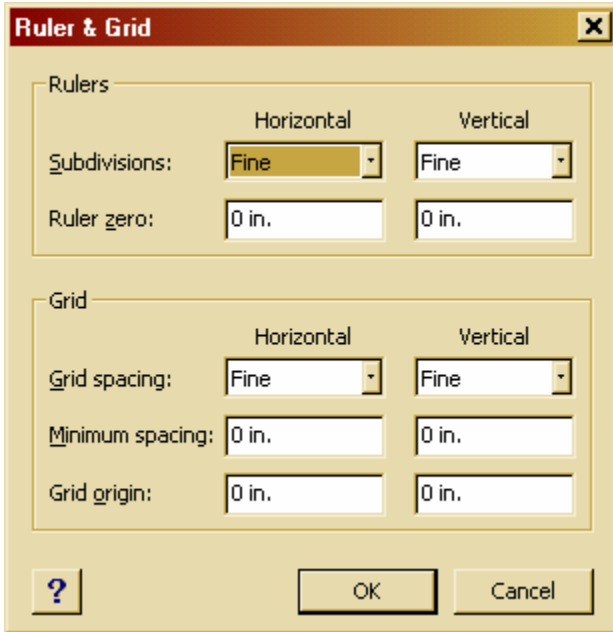 Ruler & Grid
Rulers
Horizontal Vertical
Subdivisions: Fine Fine
Ruler zero: 0 in. 0 in.
Grid
Horizontal Vertical
Grid spacing: Fine Fine
Minimum spacing: 0 in. 0 in.
Grid origin: 0 in. 0 in.
? OK Cancel